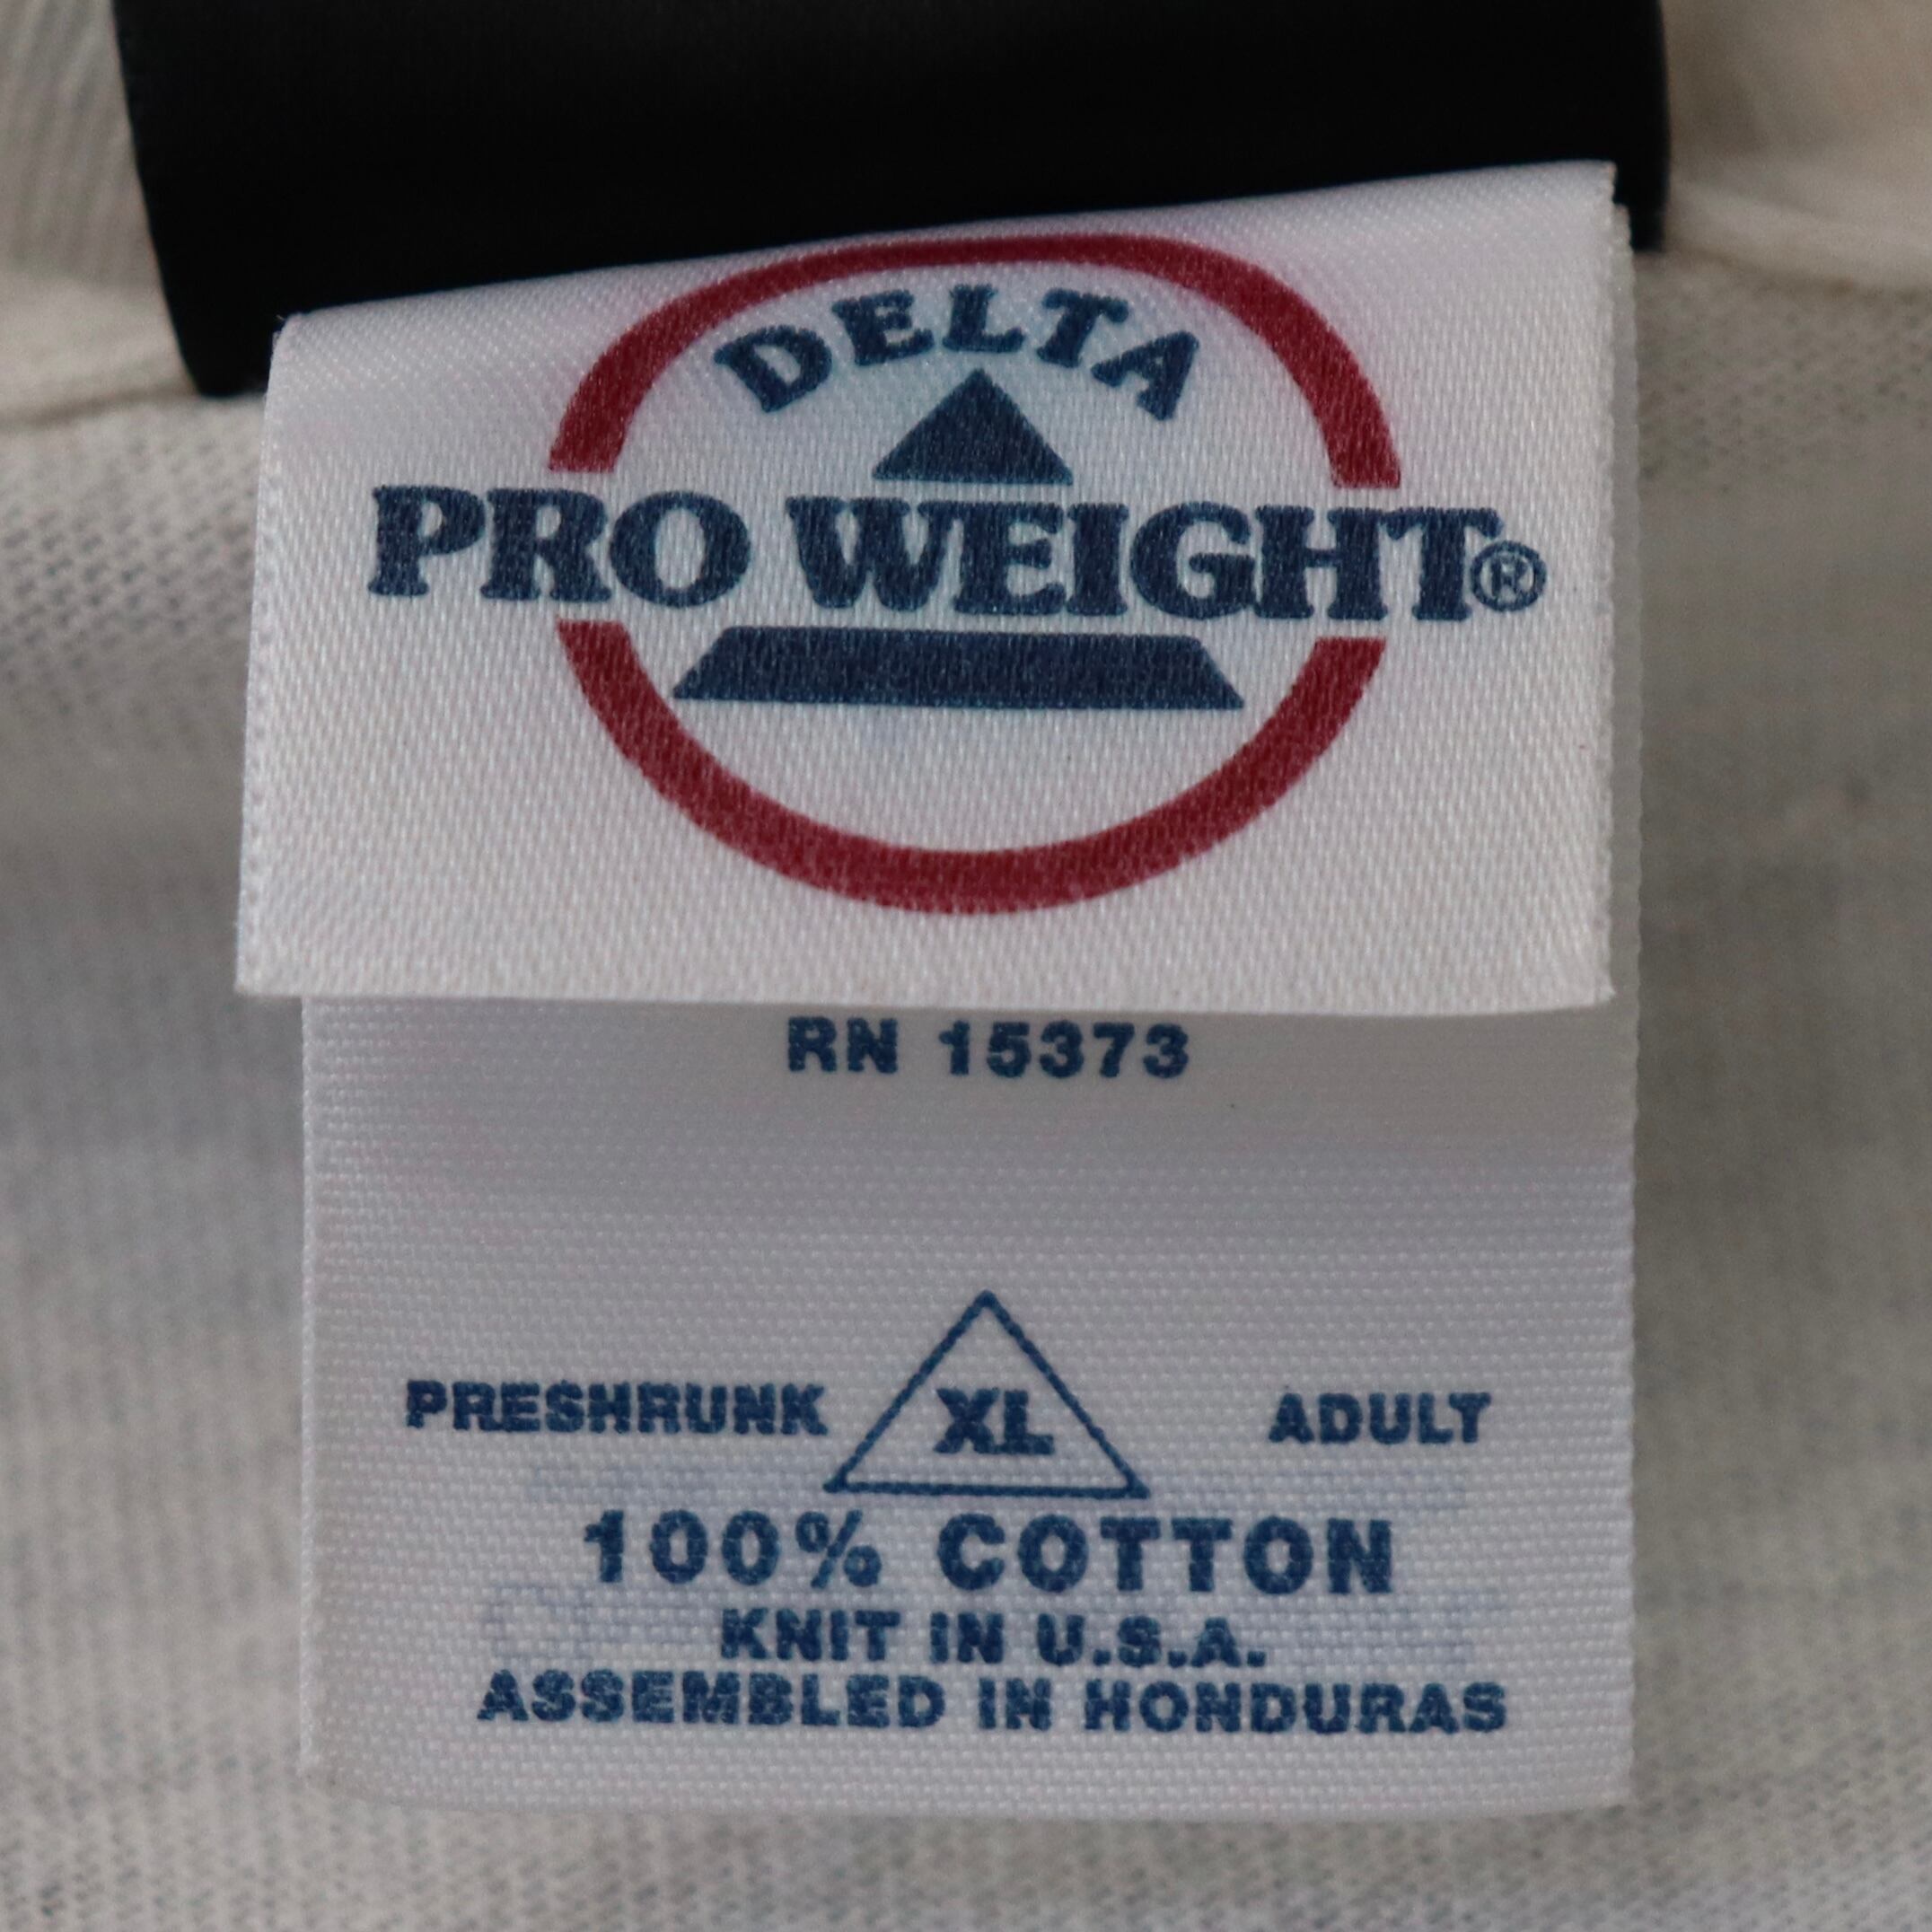 DELTA
PRO WEIGHT®
RN 15373
PRESHRUNK XL ADULT
100% COTTON
KNIT IN U.S.A.
ASSEMBLED IN HONDURAS